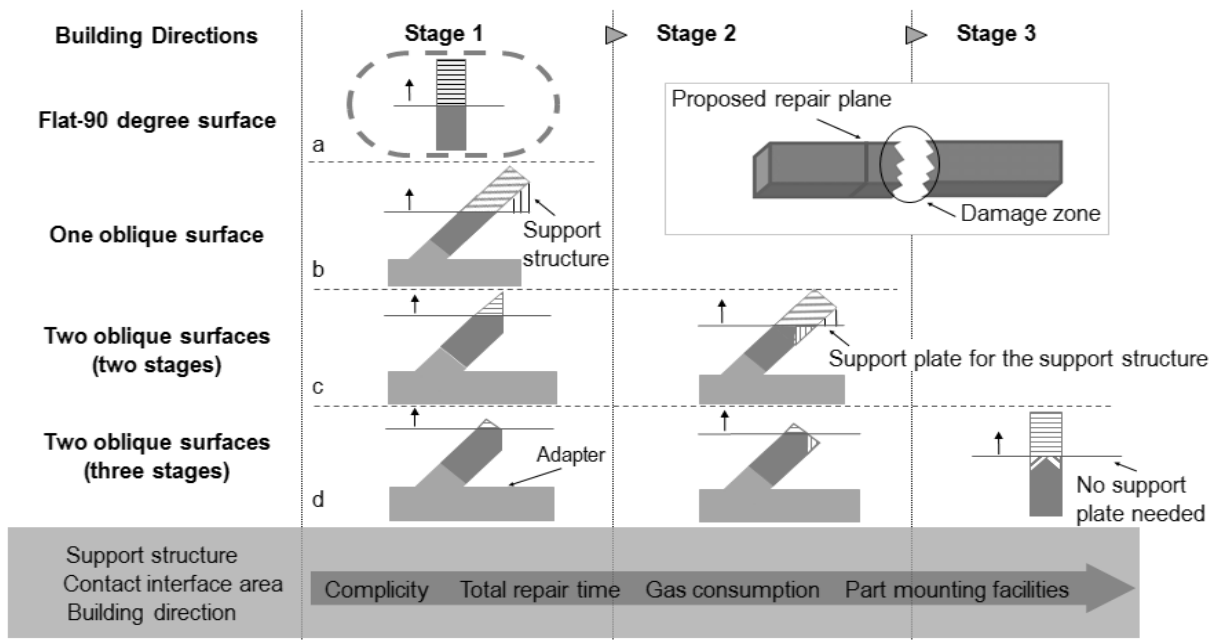 Building Directions
Stage 1
Stage 2
Stage 3
Flat-90 degree surface
a
Proposed repair plane
Damage zone
One oblique surface
b
Support
structure
Two oblique surfaces
(two stages)
c
Support plate for the support structure
Two oblique surfaces
(three stages)
d
Adapter
No support
plate needed
Support structure
Contact interface area
Building direction
Complicity
Total repair time
Gas consumption
Part mounting facilities